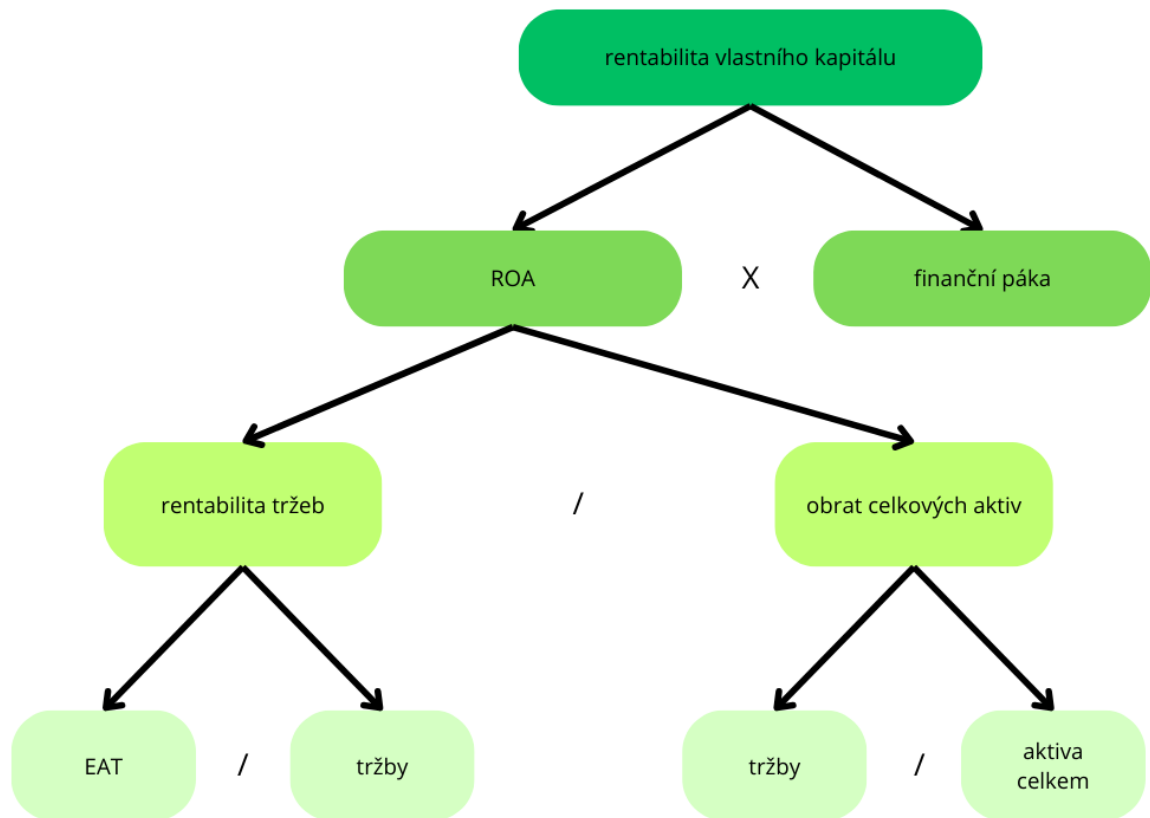 rentabilita vlastního kapitálu
ROA
X
finanční páka
rentabilita tržeb
/
obrat celkových aktiv
EAT
/
tržby
tržby
/
aktiva
celkem